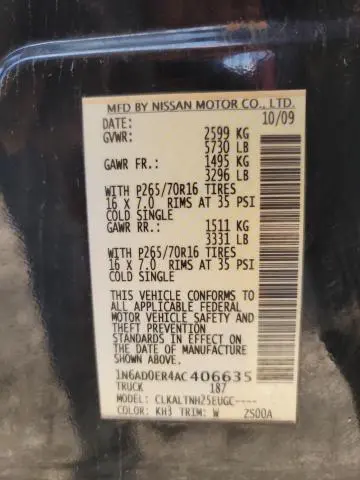 MFD BY NISSAN MOTOR CO., LTD.
DATE: 10/09
GVWR: 2599 KG
5730 LB
GAWR FR.: 1495 KG
3296 LB
WITH P265/70R16 TIRES
16 X 7.0 RIMS AT 35 PSI
COLD SINGLE
GAWR RR.: 1511 KG
3331 LB
WITH P265/70R16 TIRES
16 X 7.0 RIMS AT 35 PSI
COLD SINGLE
THIS VEHICLE CONFORMS TO
ALL APPLICABLE FEDERAL
MOTOR VEHICLE SAFETY AND
THEFT PREVENTION
STANDARDS IN EFFECT ON
THE DATE OF MANUFACTURE
SHOWN ABOVE.
1N6AD0ER4AC406635
TRUCK 187
MODEL: CLKALTNH25EUGC----
COLOR: KH3 TRIM: W 2S00A